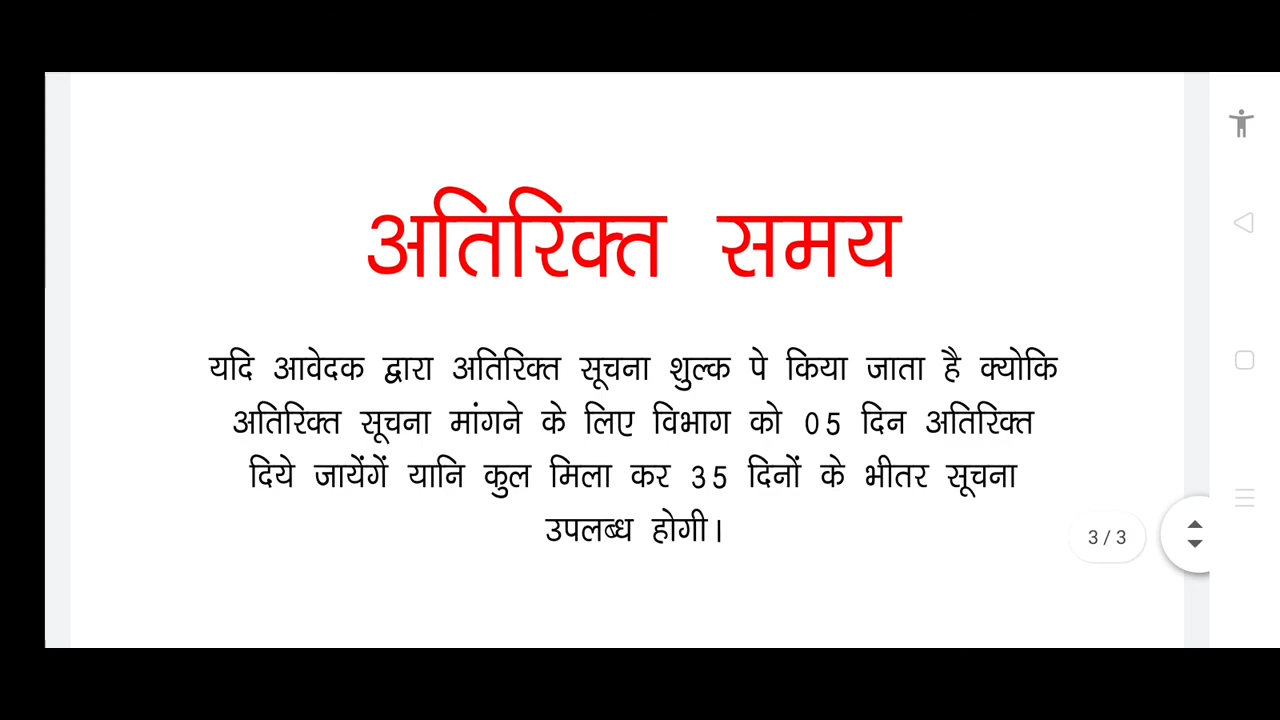 अतिरिक्त समय
यदि आवेदक द्वारा अतिरिक्त सूचना शुल्क पे किया जाता है क्योकि
अतिरिक्त सूचना मांगने के लिए विभाग को 05 दिन अतिरिक्त
दिये जायेंगें यानि कुल मिला कर 35 दिनों के भीतर सूचना
उपलब्ध होगी।
3 / 3